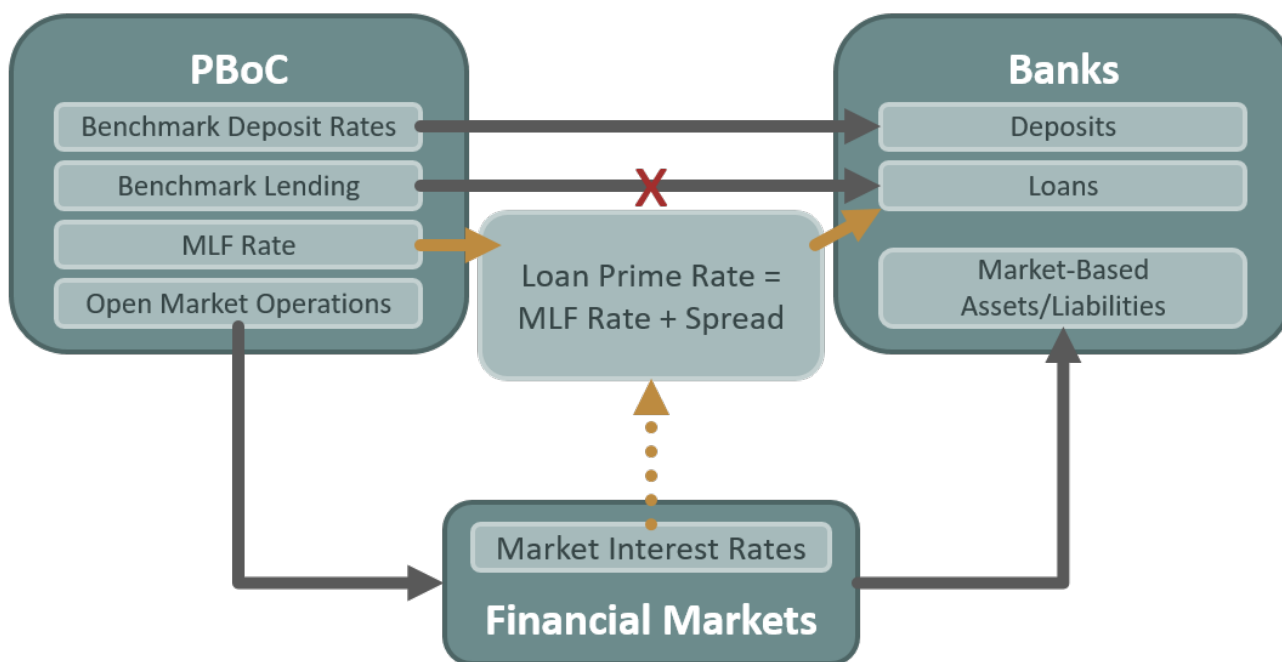 PBoC
Benchmark Deposit Rates
Benchmark Lending
MLF Rate
Open Market Operations
X
Loan Prime Rate =
MLF Rate + Spread
Banks
Deposits
Loans
Market-Based
Assets/Liabilities
Market Interest Rates
Financial Markets